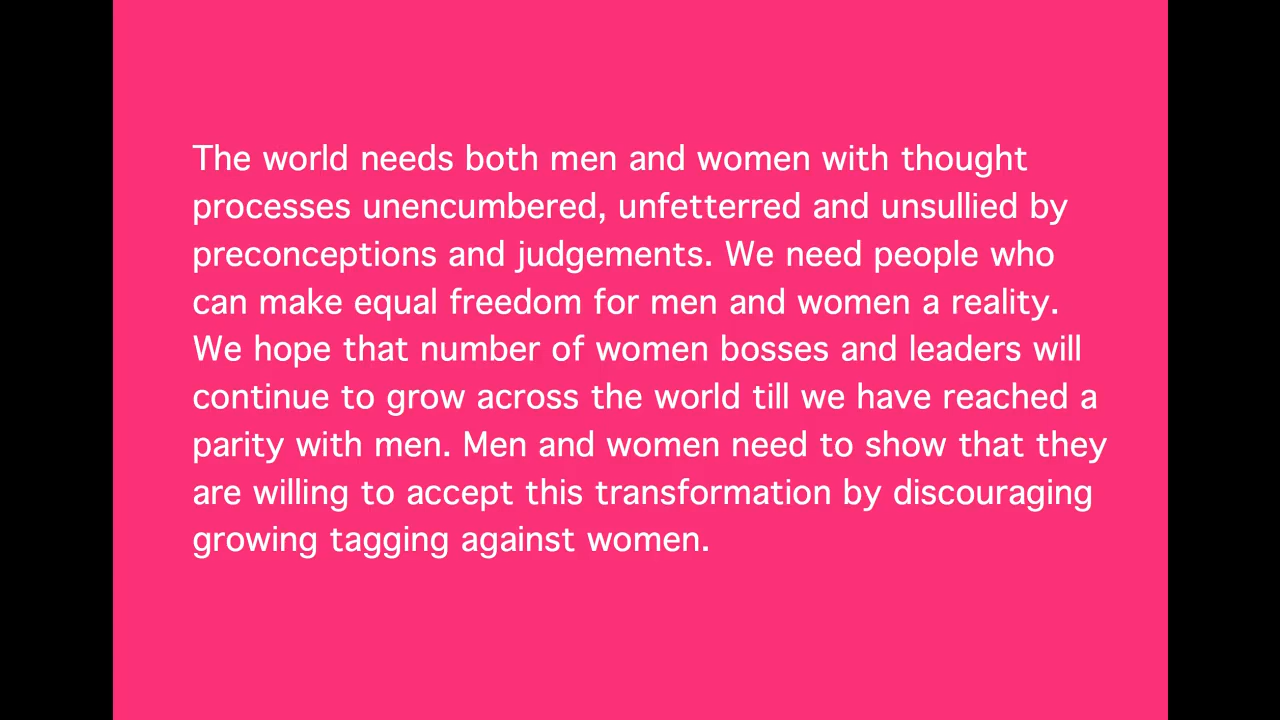 The world needs both men and women with thought
processes unencumbered, unfetterred and unsullied by
preconceptions and judgements. We need people who
can make equal freedom for men and women a reality.
We hope that number of women bosses and leaders will
continue to grow across the world till we have reached a
parity with men. Men and women need to show that they
are willing to accept this transformation by discouraging
growing tagging against women.